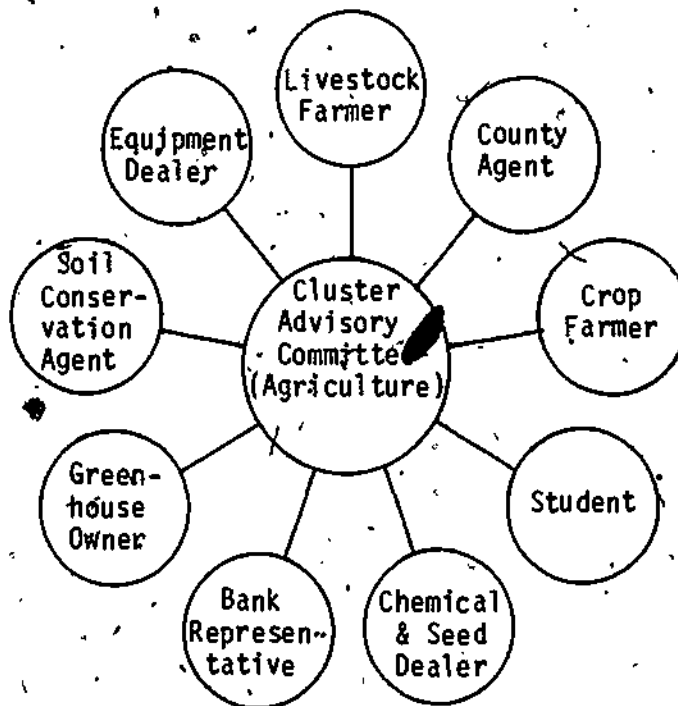 Livestock
Farmer
County
Agent
Equipment
Dealer
Soil
Conser-
vation
Agent
Cluster
Advisory
Committe
(Agriculture)
Crop
Farmer
Green-
house
Owner
Student
Bank
Represen-
tative
Chemical
& Seed
Dealer